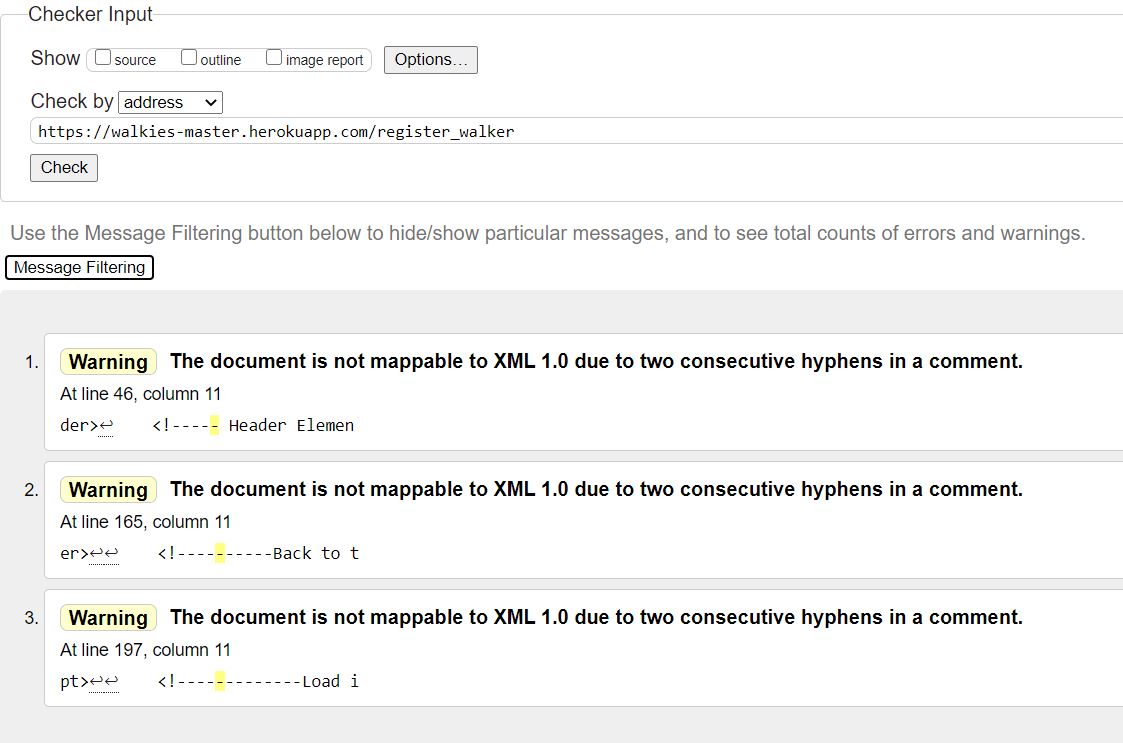 Checker Input
Show source outline image report Options...
Check by address
https://walkies-master.herokuapp.com/register_walker
Check
Use the Message Filtering button below to hide/show particular messages, and to see total counts of errors and warnings.
Message Filtering
1. Warning The document is not mappable to XML 1.0 due to two consecutive hyphens in a comment.
At line 46, column 11
der>↩    <!----- Header Elemen
2. Warning The document is not mappable to XML 1.0 due to two consecutive hyphens in a comment.
At line 165, column 11
er>↩↩    <!----------Back to t
3. Warning The document is not mappable to XML 1.0 due to two consecutive hyphens in a comment.
At line 197, column 11
pt>↩↩    <!-------------Load i